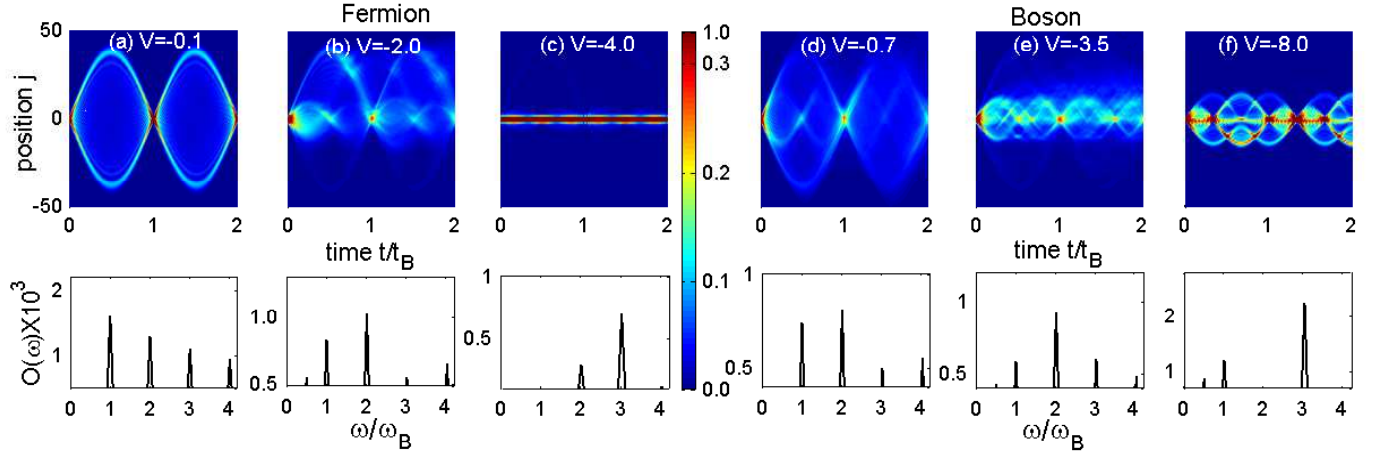 Fermion
Boson
(a) V=-0.1
(b) V=-2.0
(c) V=-4.0
(d) V=-0.7
(e) V=-3.5
(f) V=-8.0
position j
50
0
-50
0 1 2
0 1 2
0 1 2
0 1 2
0 1 2
0 1 2
time t/t_B
time t/t_B
1.0
0.3
0.2
0.1
0.0
O(ω)X10^3
2
1
1.0
0.5
1
0.5
1
0.5
1
0.5
2
1
0 1 2 3 4
0 1 2 3 4
0 1 2 3 4
0 1 2 3 4
0 1 2 3 4
0 1 2 3 4
ω/ω_B
ω/ω_B